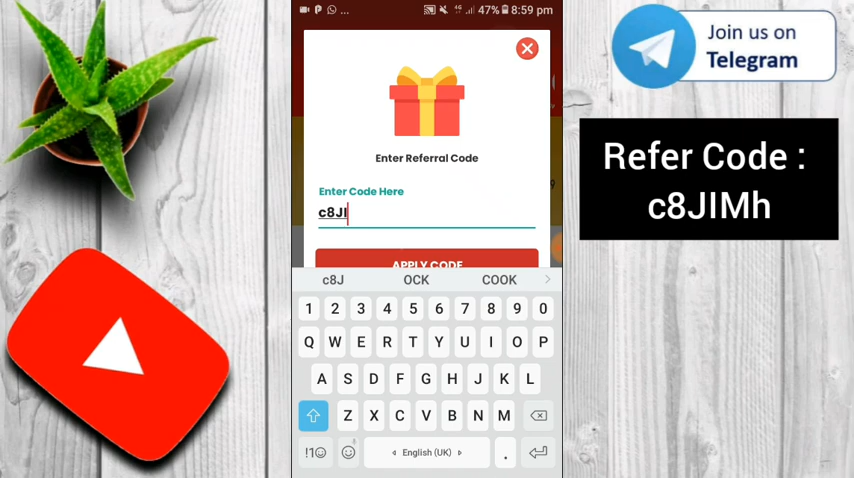 4G 47% 8:59 pm
Enter Referral Code
Enter Code Here
c8JI
APPLY CODE
c8J OCK COOK
1 2 3 4 5 6 7 8 9 0
Q W E R T Y U I O P
A S D F G H J K L
Z X C V B N M
!1☺ English (UK) .
Join us on
Telegram
Refer Code :
c8JIMh